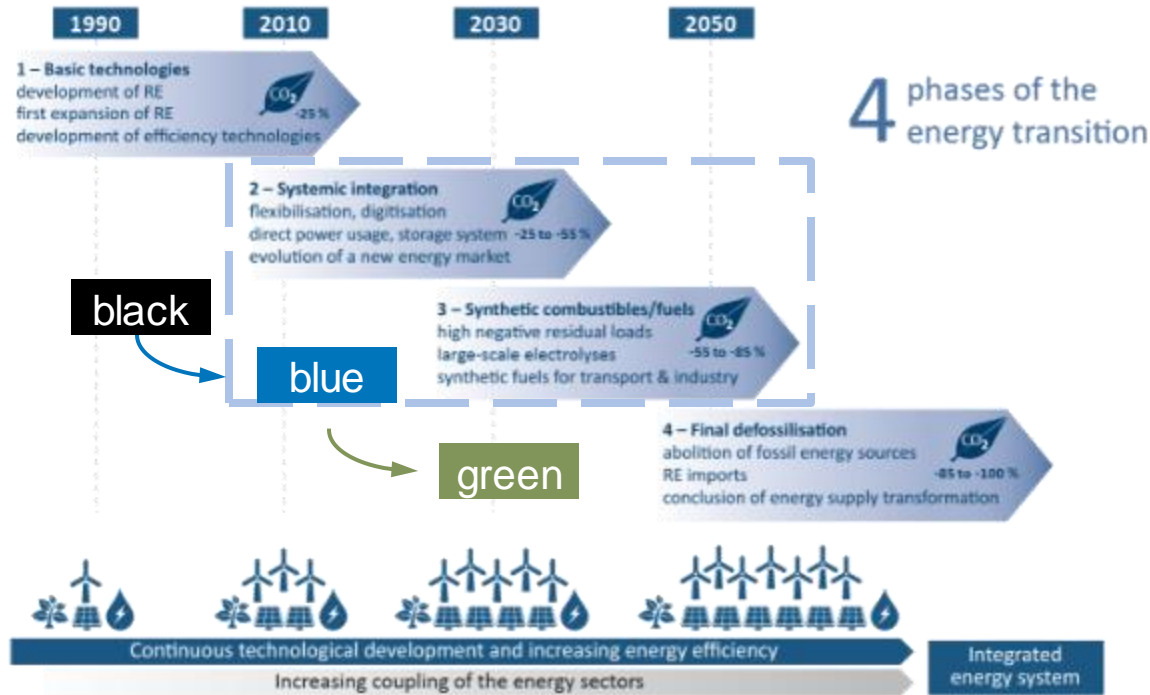 1990
2010
2030
2050
4 phases of the
energy transition
1 – Basic technologies
development of RE
first expansion of RE
development of efficiency technologies
CO2
-25 %
2 – Systemic integration
flexibilisation, digitisation
direct power usage, storage system
evolution of a new energy market
CO2
-25 to -55 %
black
3 – Synthetic combustibles/fuels
high negative residual loads
large-scale electrolyses
synthetic fuels for transport & industry
CO2
-55 to -85 %
blue
4 – Final defossilisation
abolition of fossil energy sources
RE imports
conclusion of energy supply transformation
CO2
-85 to -100 %
green
Continuous technological development and increasing energy efficiency
Increasing coupling of the energy sectors
Integrated
energy system